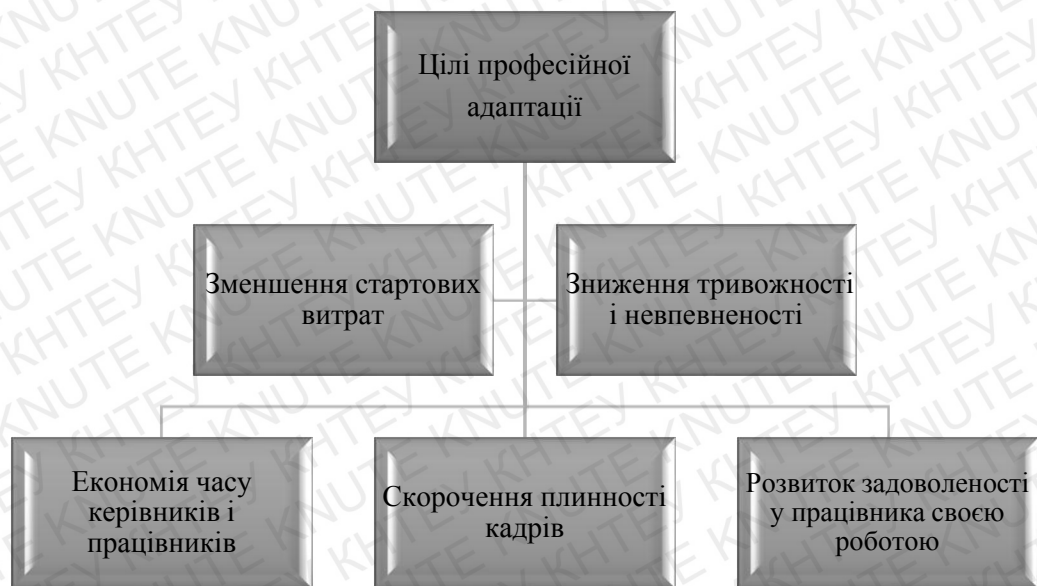 Цілі професійної
адаптації
Зменшення стартових
витрат
Зниження тривожності
і невпевненості
Економія часу
керівників і
працівників
Скорочення плинності
кадрів
Розвиток задоволеності
у працівника своєю
роботою